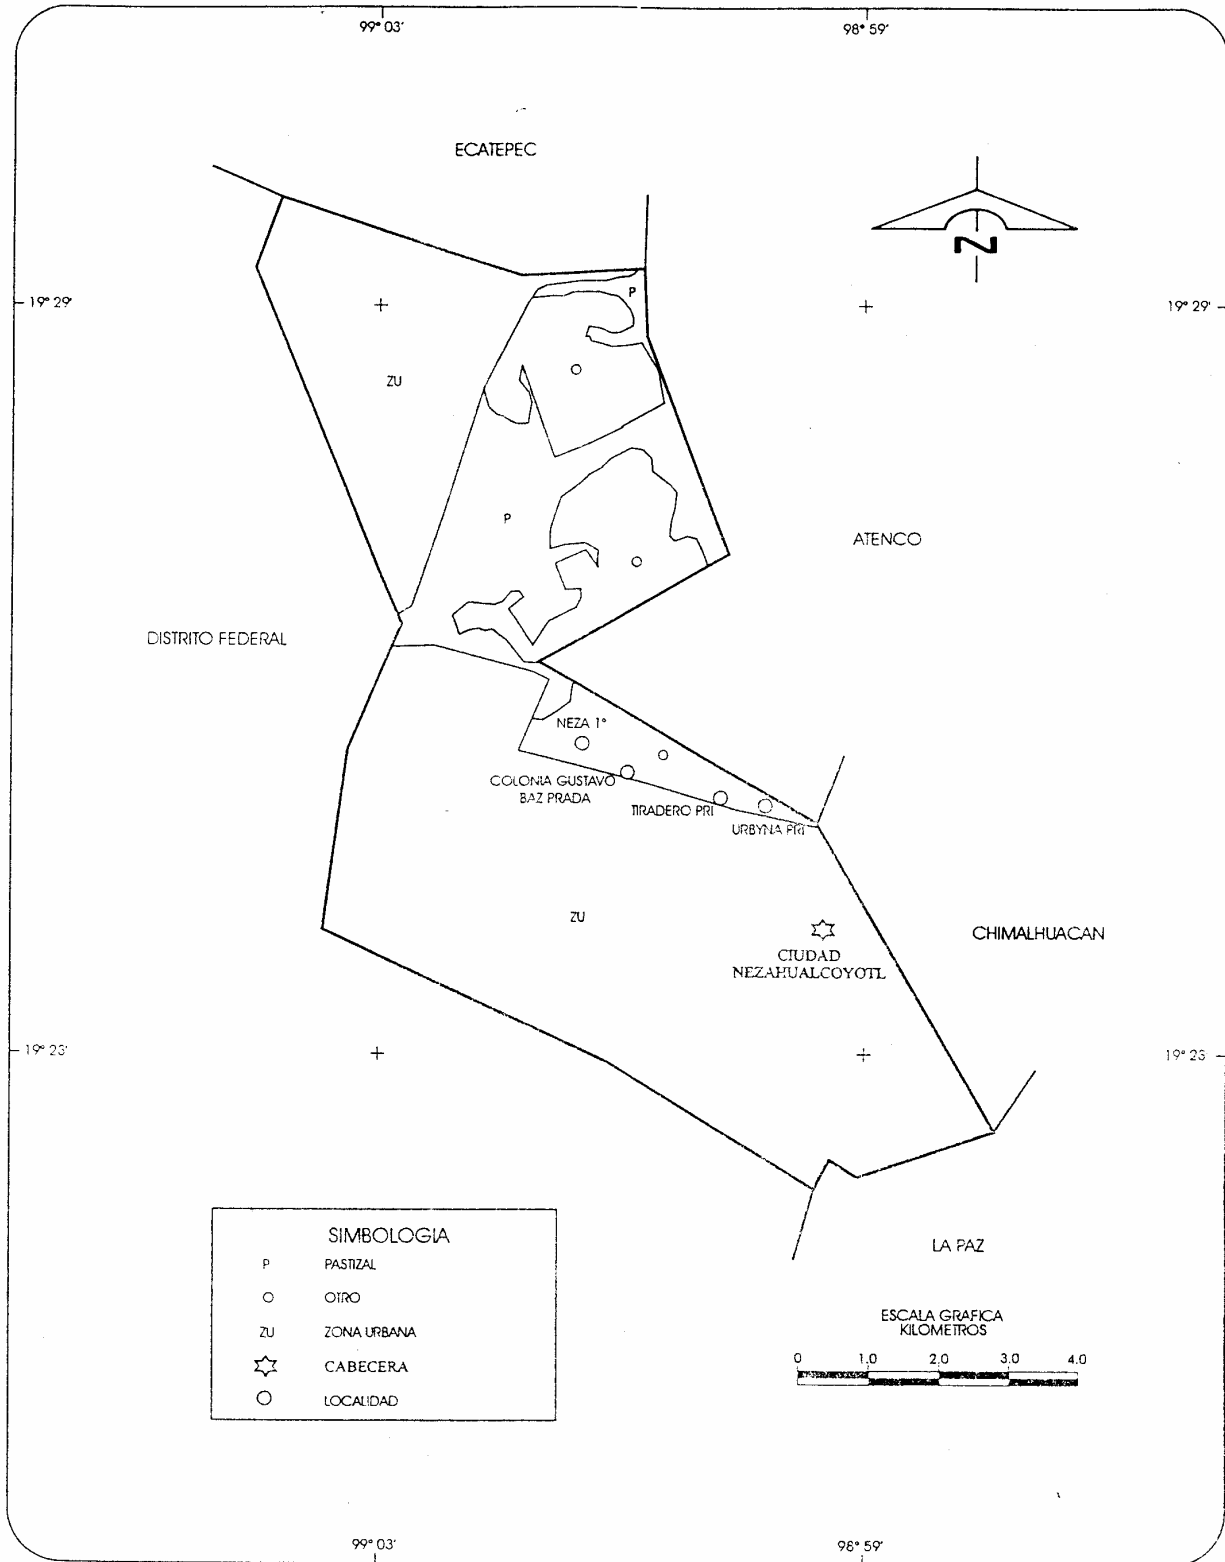 99° 03'
98° 59'
ECATEPEC
N
19° 29'
19° 29'
P
ZU
P
ATENCO
DISTRITO FEDERAL
NEZA 1ª
COLONIA GUSTAVO
BAZ PRADA
TIRADERO PRI
URBYNA PRI
ZU
CHIMALHUACAN
CIUDAD
NEZAHUALCOYOTL
19° 23'
19° 23
SIMBOLOGIA
P PASTIZAL
OTRO
ZU ZONA URBANA
CABECERA
LOCALIDAD
LA PAZ
ESCALA GRAFICA
KILOMETROS
0 1.0 2.0 3.0 4.0
99° 03'
98° 59'